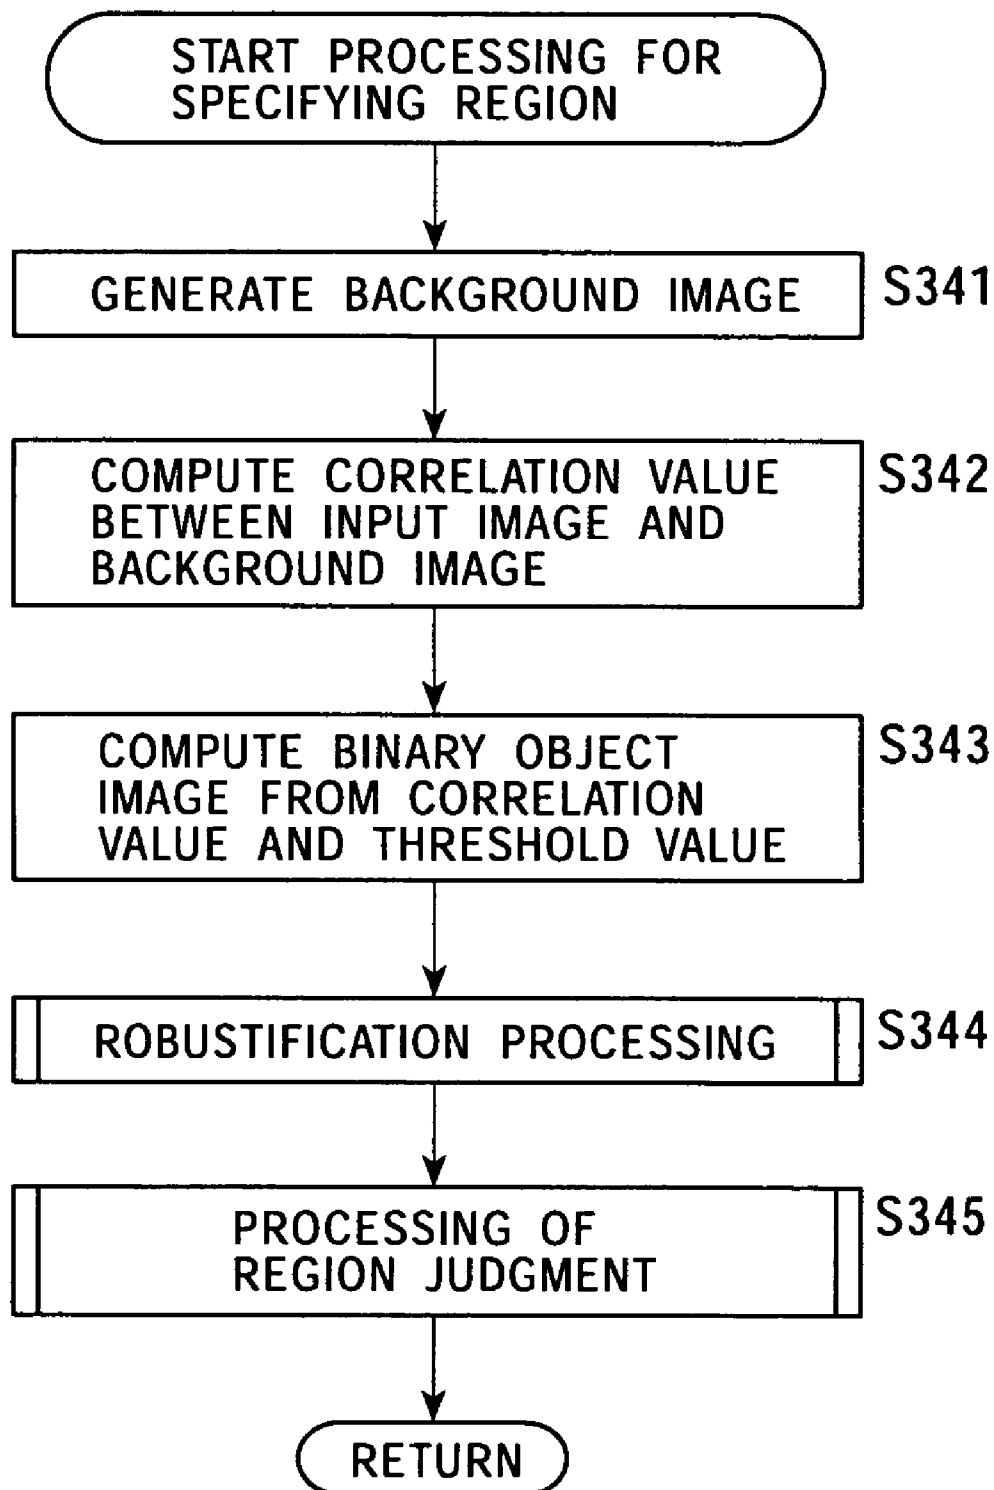 START PROCESSING FOR
SPECIFYING REGION
GENERATE BACKGROUND IMAGE
S341
COMPUTE CORRELATION VALUE
BETWEEN INPUT IMAGE AND
BACKGROUND IMAGE
S342
COMPUTE BINARY OBJECT
IMAGE FROM CORRELATION
VALUE AND THRESHOLD VALUE
S343
ROBUSTIFICATION PROCESSING
S344
PROCESSING OF
REGION JUDGMENT
S345
RETURN